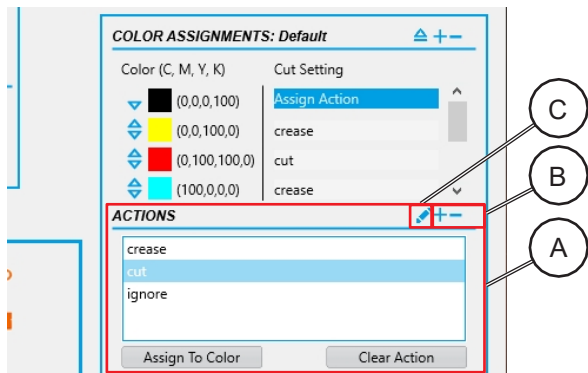 COLOR ASSIGNMENTS: Default
Color (C, M, Y, K) Cut Setting
(0,0,0,100) Assign Action
(0,0,100,0) crease
(0,100,100,0) cut
(100,0,0,0) crease
ACTIONS
crease
cut
ignore
Assign To Color Clear Action
C
B
A